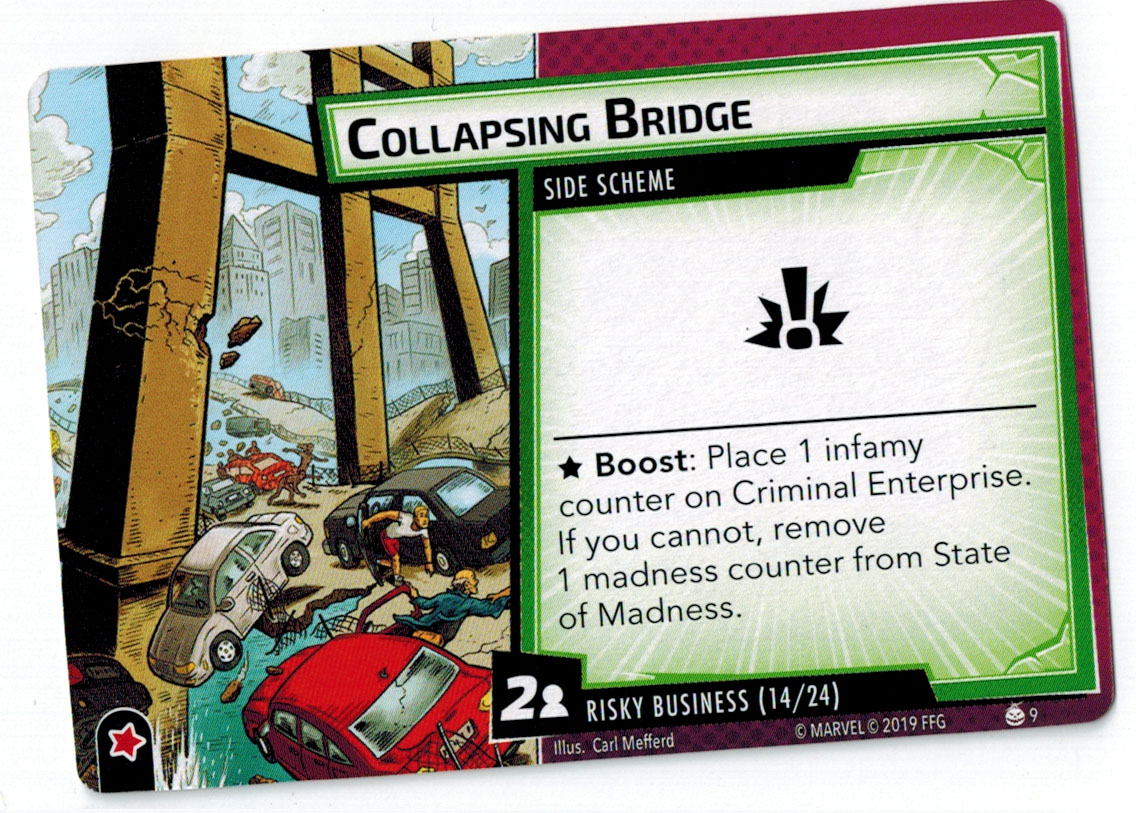 COLLAPSING BRIDGE
SIDE SCHEME
★ Boost: Place 1 infamy
counter on Criminal Enterprise.
If you cannot, remove
1 madness counter from State
of Madness.
2
RISKY BUSINESS (14/24)
Illus. Carl Mefferd
© MARVEL © 2019 FFG
9